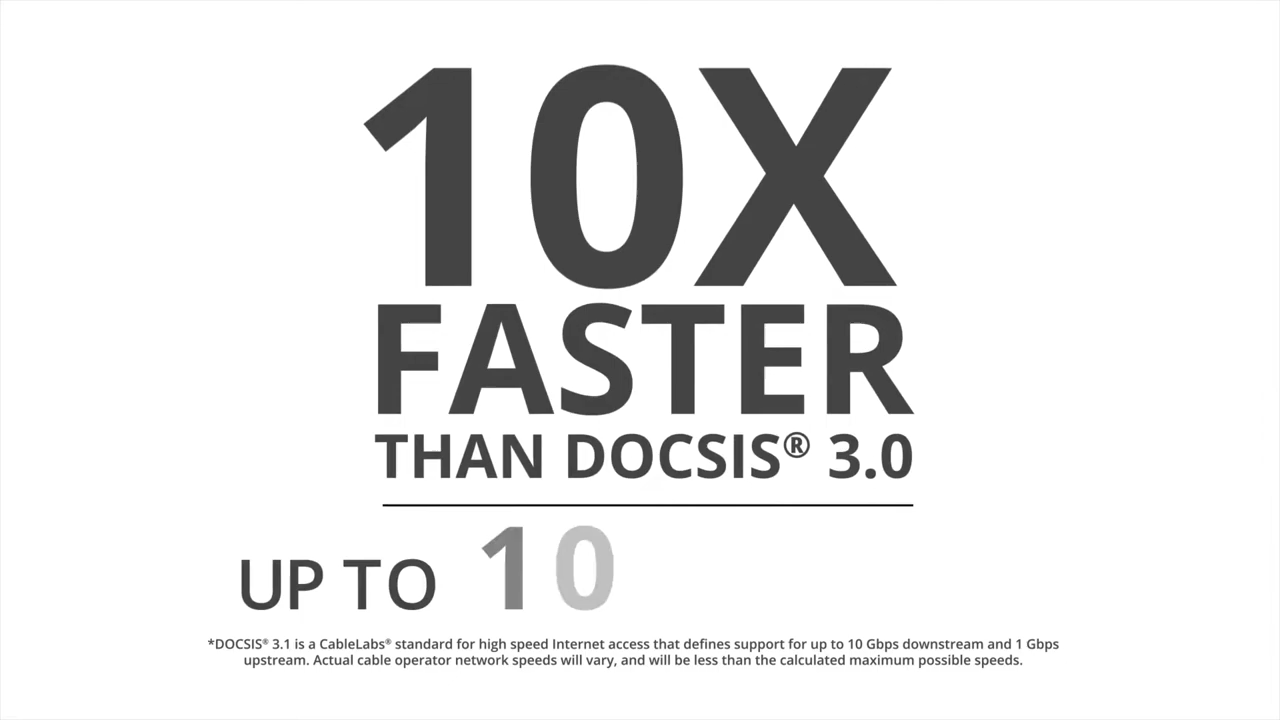 10X
FASTER
THAN DOCSIS® 3.0
UP TO 10
*DOCSIS® 3.1 is a CableLabs® standard for high speed Internet access that defines support for up to 10 Gbps downstream and 1 Gbps
upstream. Actual cable operator network speeds will vary, and will be less than the calculated maximum possible speeds.